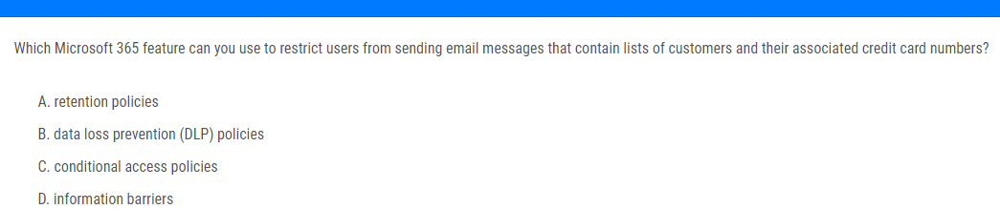 Which Microsoft 365 feature can you use to restrict users from sending email messages that contain lists of customers and their associated credit card numbers?
A. retention policies
B. data loss prevention (DLP) policies
C. conditional access policies
D. information barriers